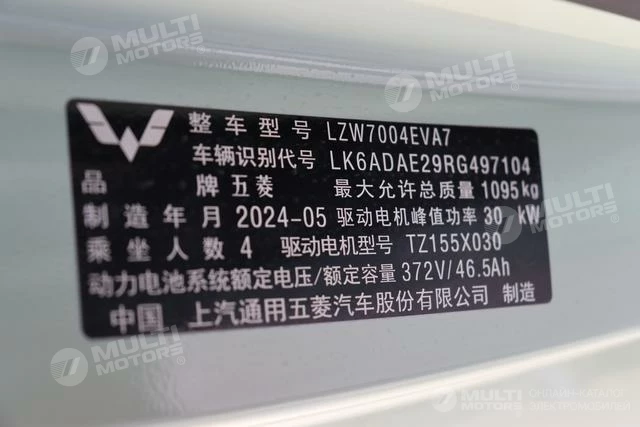 MULTI
MOTORS®
MULTI
MOTORS®
整车型号 LZW7004EVA7
车辆识别代号 LK6ADAE29RG497104
品牌 五菱 最大允许总质量 1095kg
制造年月 2024-05 驱动电机峰值功率 30 kW
乘坐人数 4 驱动电机型号 TZ155X030
动力电池系统额定电压/额定容量 372V/46.5Ah
中国 上汽通用五菱汽车股份有限公司 制造
MULTI
MOTORS®
MULTI
MOTORS®
ОНЛАЙН-КАТАЛОГ
ЭЛЕКТРОМОБИЛЕЙ